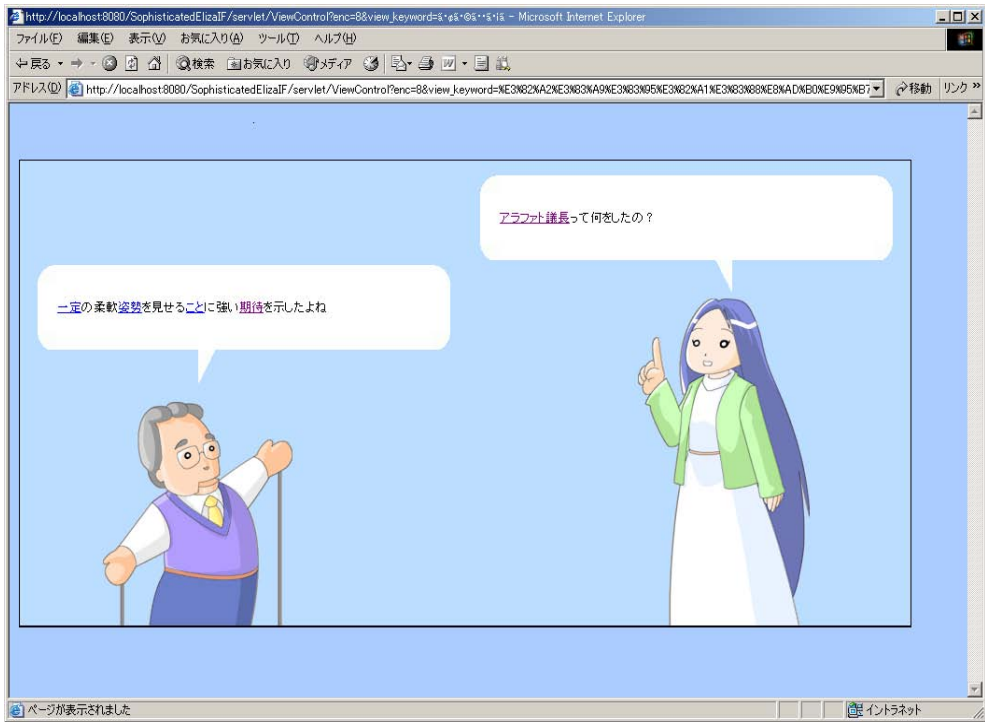 http://localhost:8080/SophisticatedElizaIF/servlet/ViewControl?enc=8&view_keyword= - Microsoft Internet Explorer
ファイル(F) 編集(E) 表示(V) お気に入り(A) ツール(T) ヘルプ(H)
戻る 検索 お気に入り メディア
アドレス(D) http://localhost:8080/SophisticatedElizaIF/servlet/ViewControl?enc=8&view_keyword=%E3%82%A2%E3%83%A9%E3%83%95%E3%82%A1%E3%83%88%E8%AD%B0%E9%95%B7 移動 リンク »
アラファト議長って何をしたの?
一定の柔軟姿勢を見せることに強い期待を示したよね
ページが表示されました イントラネット